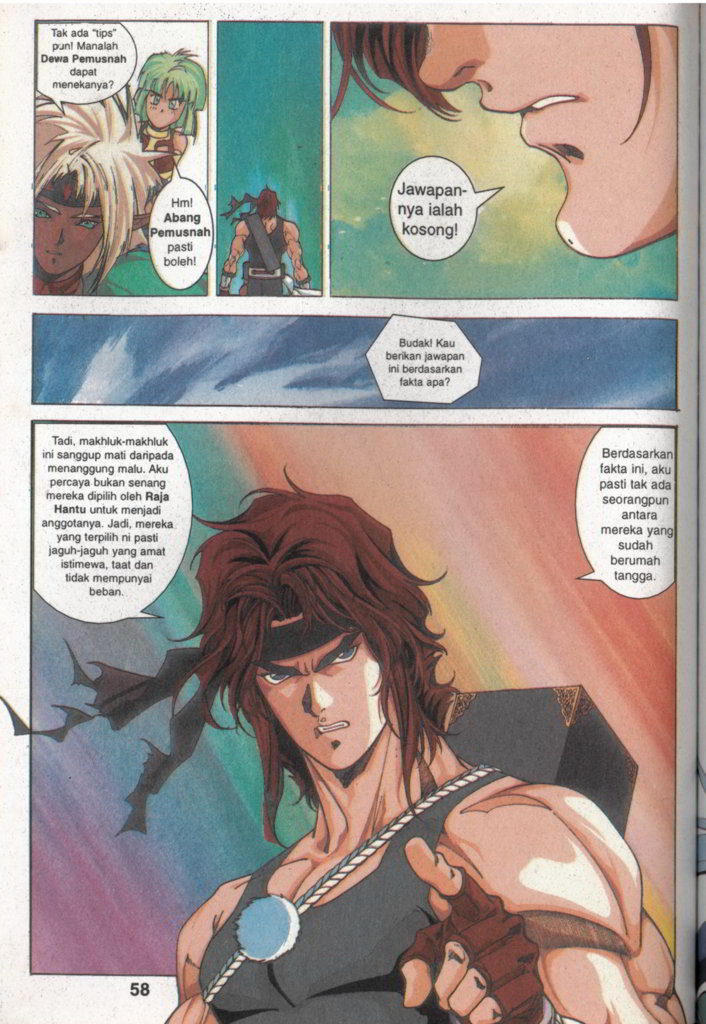 Tak ada "tips"
pun! Manalah
Dewa Pemusnah
dapat
menekanya?
Hm!
Abang
Pemusnah
pasti
boleh!
Jawapan-
nya ialah
kosong!
Budak! Kau
berikan jawapan
ini berdasarkan
fakta apa?
Tadi, makhluk-makhluk
ini sanggup mati daripada
menanggung malu. Aku
percaya bukan senang
mereka dipilih oleh Raja
Hantu untuk menjadi
anggotanya. Jadi, mereka
yang terpilih ni pasti
jaguh-jaguh yang amat
istimewa, taat dan
tidak mempunyai
beban.
Berdasarkan
fakta ini, aku
pasti tak ada
seorangpun
antara
mereka yang
sudah
berumah
tangga.
58